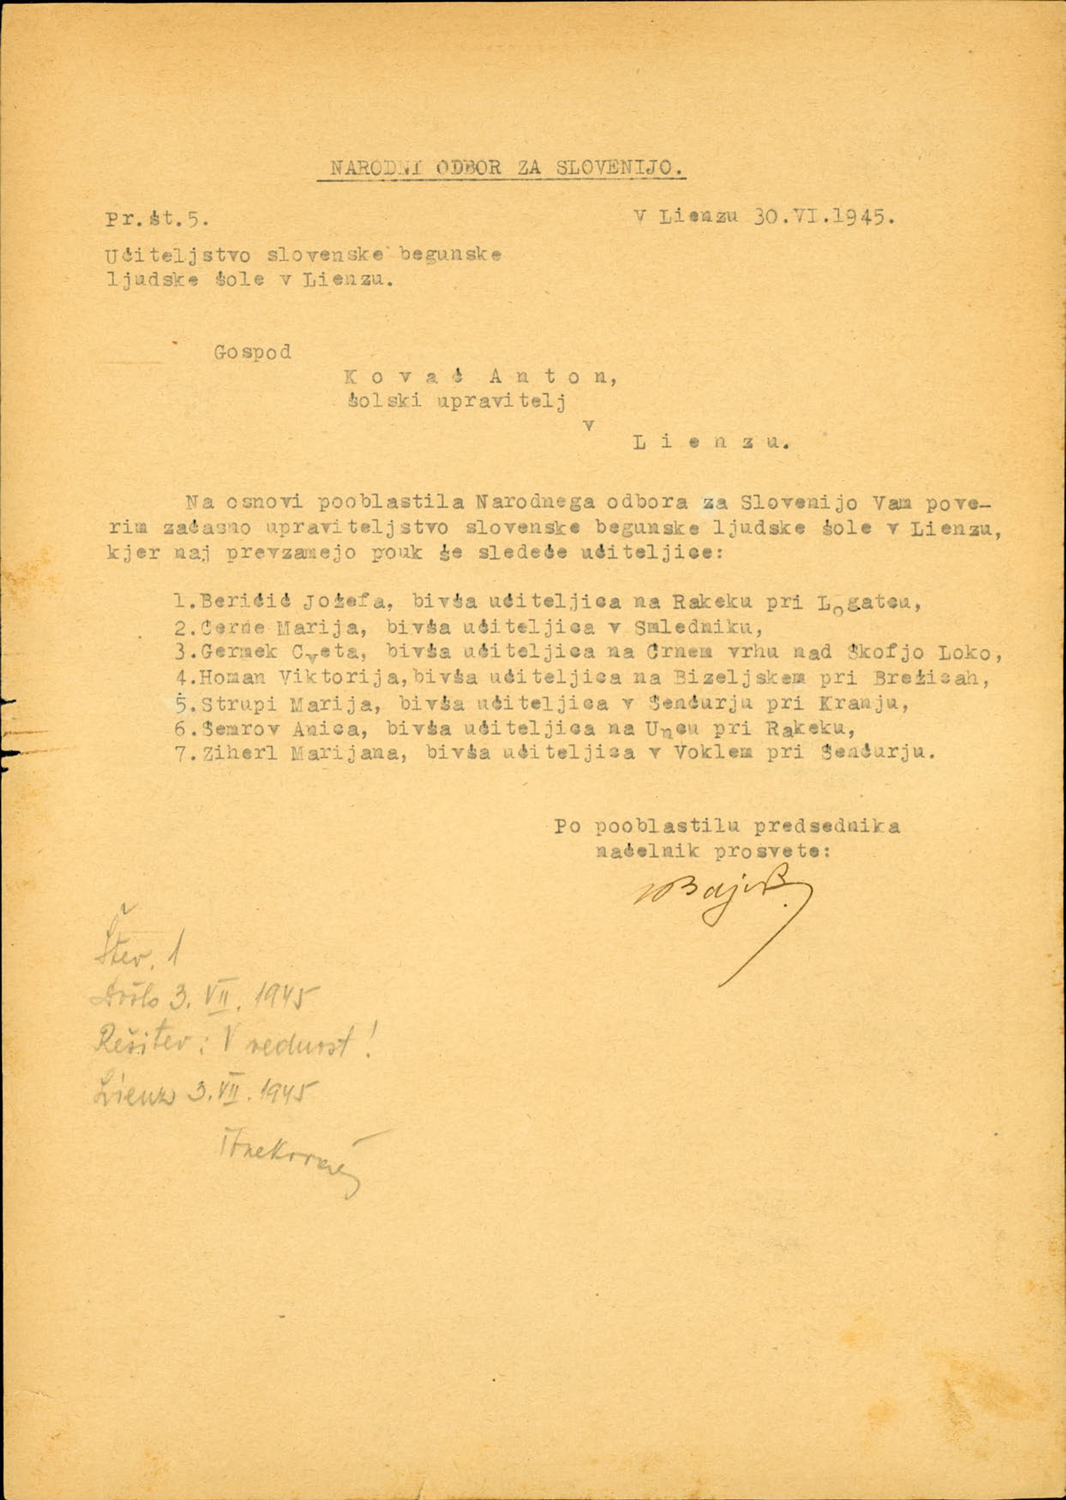 NARODNI ODBOR ZA SLOVENIJO.
Pr.št.5.
V Lienzu 30.VI.1945.
Učiteljstvo slovenske begunske
ljudske šole v Lienzu.
Gospod
K o v a č A n t o n,
šolski upravitelj
v
L i e n z u.
Na osnovi pooblastila Narodnega odbora za Slovenijo Vam pove-
rim začasno upraviteljstvo slovenske begunske ljudske šole v Lienzu,
kjer naj prevzamejo pouk še sledeče učiteljice:
1.Beričič Jožefa, bivša učiteljica na Rakeku pri Logatcu,
2.Černe Marija, bivša učiteljica v Smledniku,
3.Germek Cveta, bivša učiteljica na Črnem vrhu nad Škofjo Loko,
4.Homan Viktorija,bivša učiteljica na Bizeljskem pri Brežicah,
5.Strupi Marija, bivša učiteljica v Šenčurju pri Kranju,
6.Šemrov Anica, bivša učiteljica na Uncu pri Rakeku,
7.Ziherl Marijana, bivša učiteljica v Voklem pri Šenčurju.
Po pooblastilu predsednika
načelnik prosvete:
Štev. 1
Došlo 3. VII. 1945
Rešitev: V vednost!
Lienz 3. VII. 1945